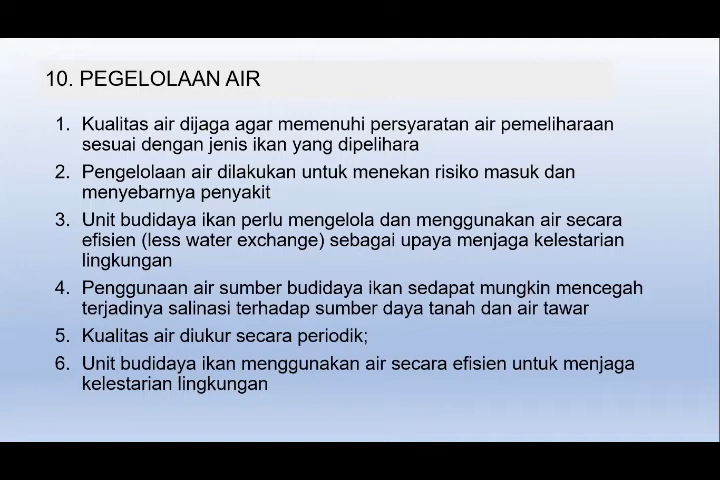 10. PEGELOLAAN AIR
1. Kualitas air dijaga agar memenuhi persyaratan air pemeliharaan
sesuai dengan jenis ikan yang dipelihara
2. Pengelolaan air dilakukan untuk menekan risiko masuk dan
menyebarnya penyakit
3. Unit budidaya ikan perlu mengelola dan menggunakan air secara
efisien (less water exchange) sebagai upaya menjaga kelestarian
lingkungan
4. Penggunaan air sumber budidaya ikan sedapat mungkin mencegah
terjadinya salinasi terhadap sumber daya tanah dan air tawar
5. Kualitas air diukur secara periodik;
6. Unit budidaya ikan menggunakan air secara efisien untuk menjaga
kelestarian lingkungan